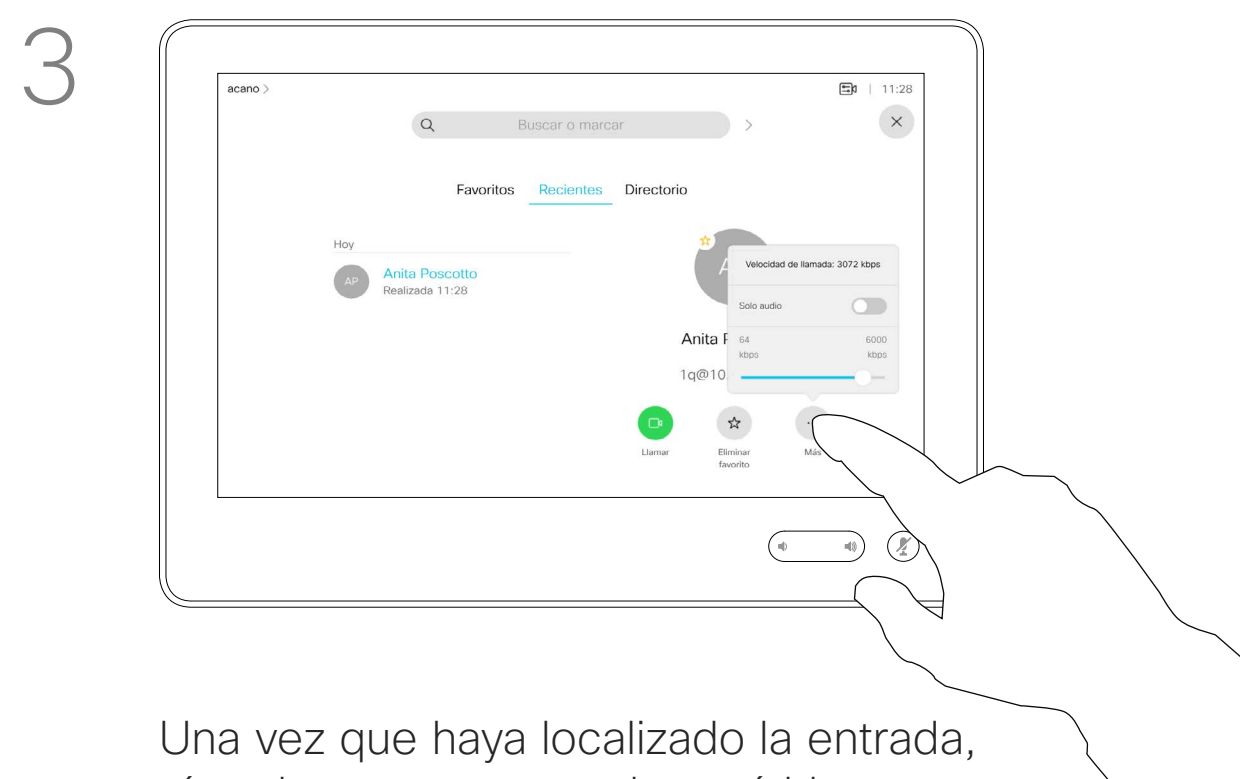 3
acano >
11:28
Buscar o marcar
Favoritos Recientes Directorio
Hoy
AP
Anita Poscotto
Realizada 11:28
Velocidad de llamada: 3072 kbps
Solo audio
64 6000
kbps kbps
Anita
1q@10.
Llamar
Eliminar
favorito
Más
Una vez que haya localizado la entrada,